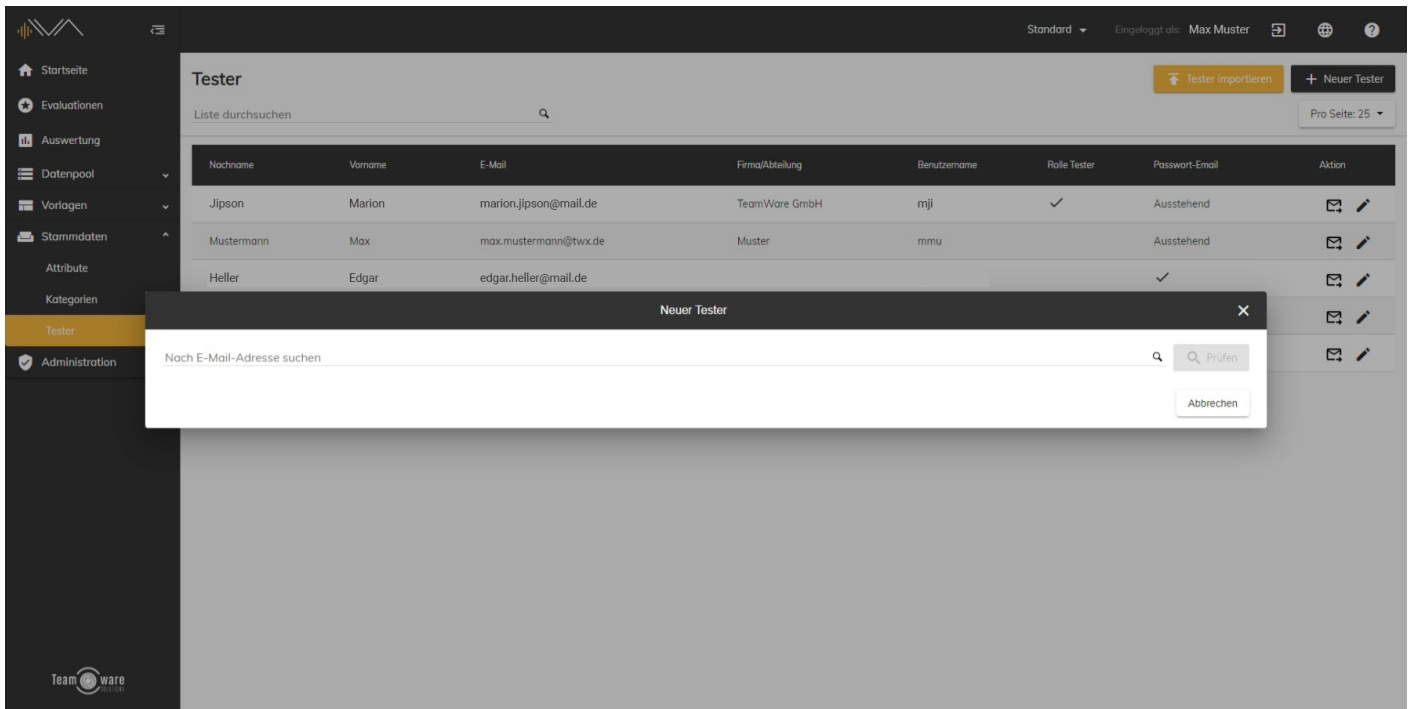 Standard Eingeloggt als: Max Muster
Startseite
Evaluationen
Auswertung
Datenpool
Vorlagen
Stammdaten
Attribute
Kategorien
Tester
Administration
Team ware
SOLUTIONS
Tester
Tester importieren
Neuer Tester
Liste durchsuchen
Pro Seite: 25
Nachname Vorname E-Mail Firma/Abteilung Benutzername Rolle Tester Passwort-Email Aktion
Jipson Marion marion.jipson@mail.de TeamWare GmbH mji Ausstehend
Mustermann Max max.mustermann@twx.de Muster mmu Ausstehend
Heller Edgar edgar.heller@mail.de
Neuer Tester
Nach E-Mail-Adresse suchen
Prüfen
Abbrechen